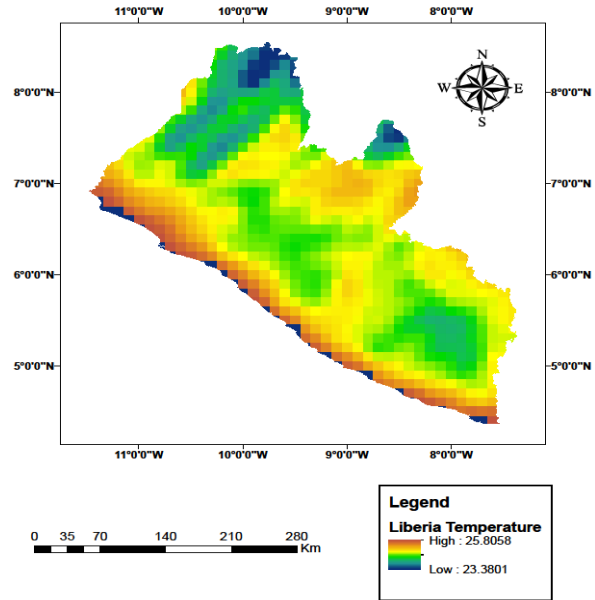 11°0'0"W 10°0'0"W 9°0'0"W 8°0'0"W
N
W E
S
8°0'0"N 8°0'0"N
7°0'0"N 7°0'0"N
6°0'0"N 6°0'0"N
5°0'0"N 5°0'0"N
11°0'0"W 10°0'0"W 9°0'0"W 8°0'0"W
Legend
Liberia Temperature
High : 25.8058
Low : 23.3801
0 35 70 140 210 280
Km